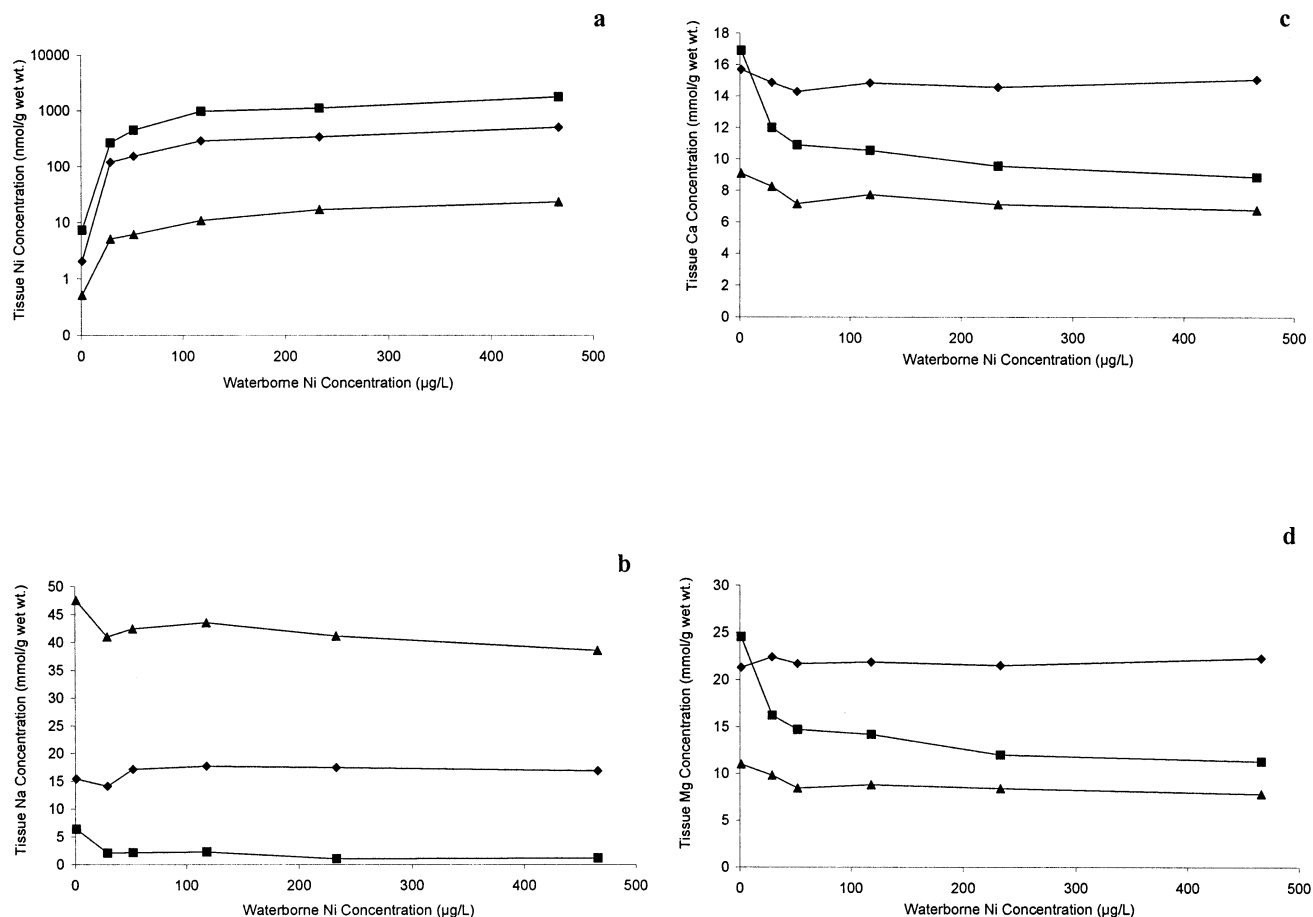 a
Tissue Ni Concentration (nmol/g wet wt.)
10000
1000
100
10
1
0
0 100 200 300 400 500
Waterborne Ni Concentration (µg/L)
c
Tissue Ca Concentration (mmol/g wet wt.)
18
16
14
12
10
8
6
4
2
0
0 100 200 300 400 500
Waterborne Ni Concentration (µg/L)
b
Tissue Na Concentration (mmol/g wet wt.)
50
45
40
35
30
25
20
15
10
5
0
0 100 200 300 400 500
Waterborne Ni Concentration (µg/L)
d
Tissue Mg Concentration (mmol/g wet wt.)
30
25
20
15
10
5
0
0 100 200 300 400 500
Waterborne Ni Concentration (µg/L)